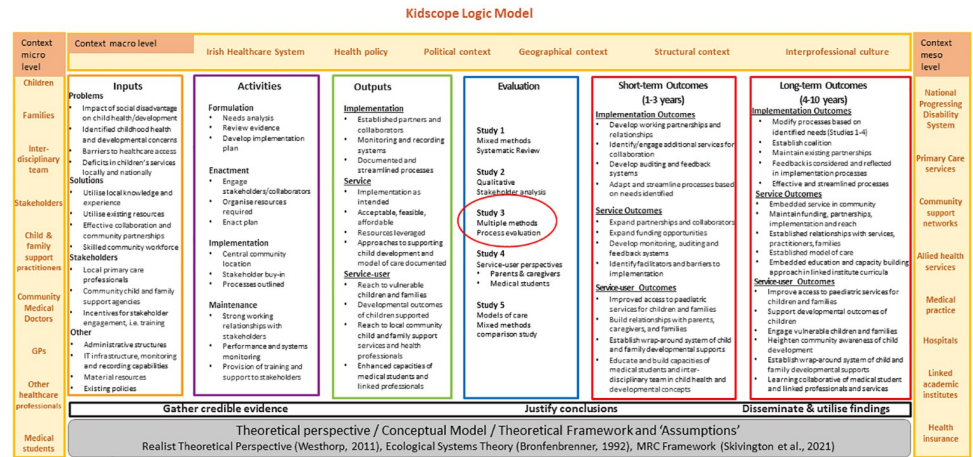 Kidscope Logic Model
Context
micro
level
Children
Families
Inter-
disciplinary
team
Stakeholders
Child &
family
support
practitioners
Community
Medical
Doctors
GPs
Other
healthcare
professionals
Medical
students
Context macro level
Irish Healthcare System
Health policy
Political context
Geographical context
Structural context
Interprofessional culture
Inputs
Problems
• Impact of social disadvantage
on child health/development
• Identified childhood health
and developmental concerns
• Barriers to healthcare access
• Deficits in children's services
locally and nationally
Solutions
• Utilise local knowledge and
experience
• Utilise existing resources
• Effective collaboration and
community partnerships
• Skilled community workforce
Stakeholders
• Local primary care
professionals
• Community child and family
support agencies
• Incentives for stakeholder
engagement, i.e. training
Other
• Administrative structures
• IT infrastructure, monitoring
and recording capabilities
• Material resources
• Existing policies
Activities
Formulation
• Needs analysis
• Review evidence
• Develop implementation
plan
Enactment
• Engage
stakeholders/collaborators
• Organise resources
required
• Enact plan
Implementation
• Central community
location
• Stakeholder buy-in
• Processes outlined
Maintenance
• Strong working
relationships with
stakeholders
• Performance and systems
monitoring
• Provision of training and
support to stakeholders
Outputs
Implementation
• Established partners and
collaborators
• Monitoring and recording
systems
• Documented and
streamlined processes
Service
• Implementation as
intended
• Acceptable, feasible,
affordable
• Resources leveraged
• Approaches to supporting
child development and
model of care documented
Service-user
• Reach to vulnerable
children and families
• Developmental outcomes
of children supported
• Reach to local community
child and family support
services and health
professionals
• Enhanced capacities of
medical students and
linked professionals
Evaluation
Study 1
Mixed methods
Systematic Review
Study 2
Qualitative
Stakeholder analysis
Study 3
Multiple methods
Process evaluation
Study 4
Service-user perspectives
• Parents & caregivers
• Medical students
Study 5
Models of care
Mixed methods
comparison study
Short-term Outcomes
(1-3 years)
Implementation Outcomes
• Develop working partnerships and
relationships
• Identify/engage additional services for
collaboration
• Develop auditing and feedback
systems
• Adapt and streamline processes based
on needs identified
Service Outcomes
• Expand partnerships and collaborators
• Expand funding opportunities
• Develop monitoring, auditing and
feedback systems
• Identify facilitators and barriers to
implementation
Service-user Outcomes
• Improved access to paediatric
services for children and families
• Build relationships with parents,
caregivers, and families
• Establish wrap-around system of child
and family developmental supports
• Educate and build capacities of
medical students and inter-
disciplinary team in child health and
developmental concepts
Long-term Outcomes
(4-10 years)
Implementation Outcomes
• Modify processes based on
identified needs (Studies 1-4)
• Establish coalition
• Maintain existing partnerships
• Feedback is considered and reflected
in implementation processes
• Effective and streamlined processes
Service Outcomes
• Embedded service in community
• Maintain funding, partnerships,
implementation and reach
• Established relationships with services,
practitioners, families
• Established model of care
• Embedded education and capacity building
approach in linked institute curricula
Service-user Outcomes
• Improve access to paediatric services for
children and families
• Support developmental outcomes of
children
• Engage vulnerable children and families
• Heighten community awareness of child
development
• Establish wrap-around system of child and
family developmental supports
• Learning collaborative of medical student
and linked professionals and services
Context
meso
level
National
Progressing
Disability
System
Primary Care
services
Community
support
networks
Allied health
services
Medical
practice
Hospitals
Linked
academic
institutes
Health
insurance
Gather credible evidence
Justify conclusions
Disseminate & utilise findings
Theoretical perspective / Conceptual Model / Theoretical Framework and 'Assumptions'
Realist Theoretical Perspective (Westhorp, 2011), Ecological Systems Theory (Bronfenbrenner, 1992), MRC Framework (Skivington et al., 2021)